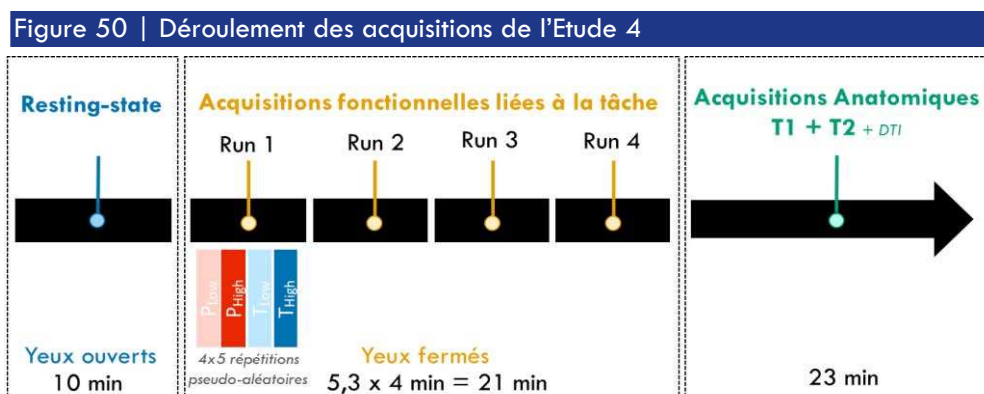 Figure 50 | Déroulement des acquisitions de l'Etude 4
Resting-state
Yeux ouverts
10 min
Acquisitions fonctionnelles liées à la tâche
Run 1
Run 2
Run 3
Run 4
PLow
PHigh
TLow
THigh
4x5 répétitions
pseudo-aléatoires
Yeux fermés
5,3 x 4 min = 21 min
Acquisitions Anatomiques
T1 + T2 + DTI
23 min